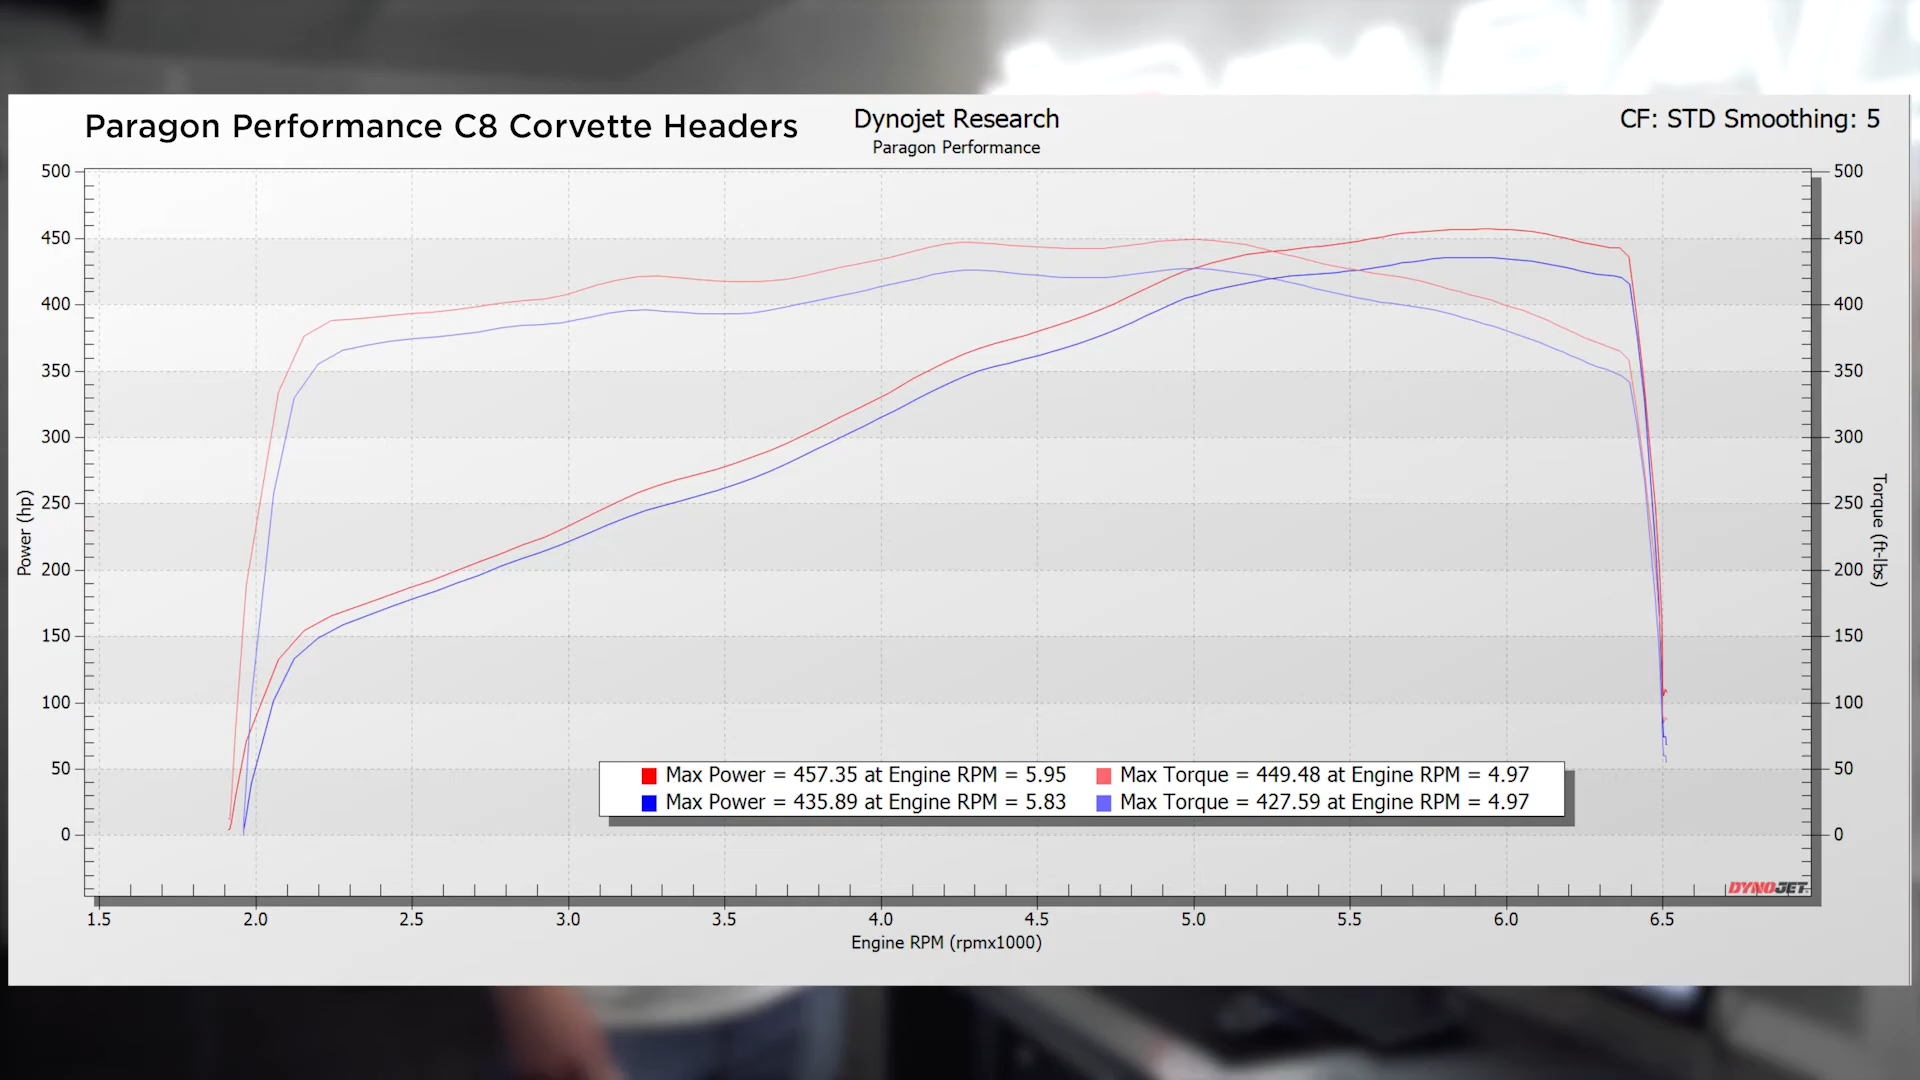 Paragon Performance C8 Corvette Headers
Dynojet Research
Paragon Performance
CF: STD Smoothing: 5
500
450
400
350
300
250
200
150
100
50
0
Power (hp)
500
450
400
350
300
250
200
150
100
50
0
Torque (ft-lbs)
Max Power = 457.35 at Engine RPM = 5.95 Max Torque = 449.48 at Engine RPM = 4.97
Max Power = 435.89 at Engine RPM = 5.83 Max Torque = 427.59 at Engine RPM = 4.97
DYNOJET
1.5 2.0 2.5 3.0 3.5 4.0 4.5 5.0 5.5 6.0 6.5
Engine RPM (rpmx1000)